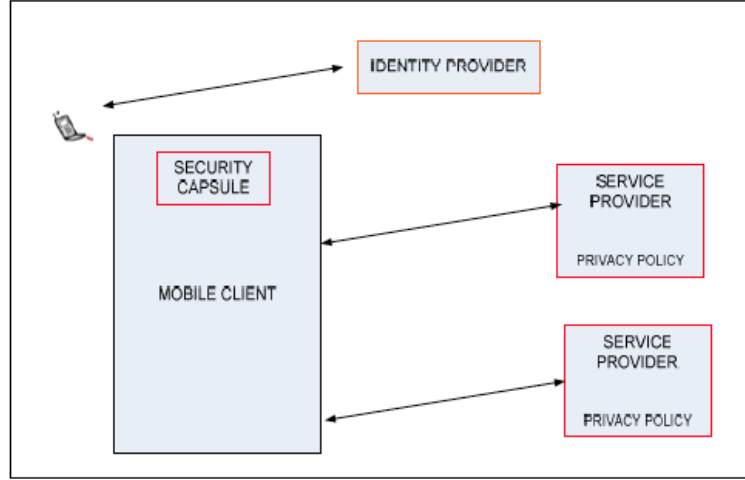 IDENTITY PROVIDER
SECURITY
CAPSULE
MOBILE CLIENT
SERVICE
PROVIDER
PRIVACY POLICY
SERVICE
PROVIDER
PRIVACY POLICY